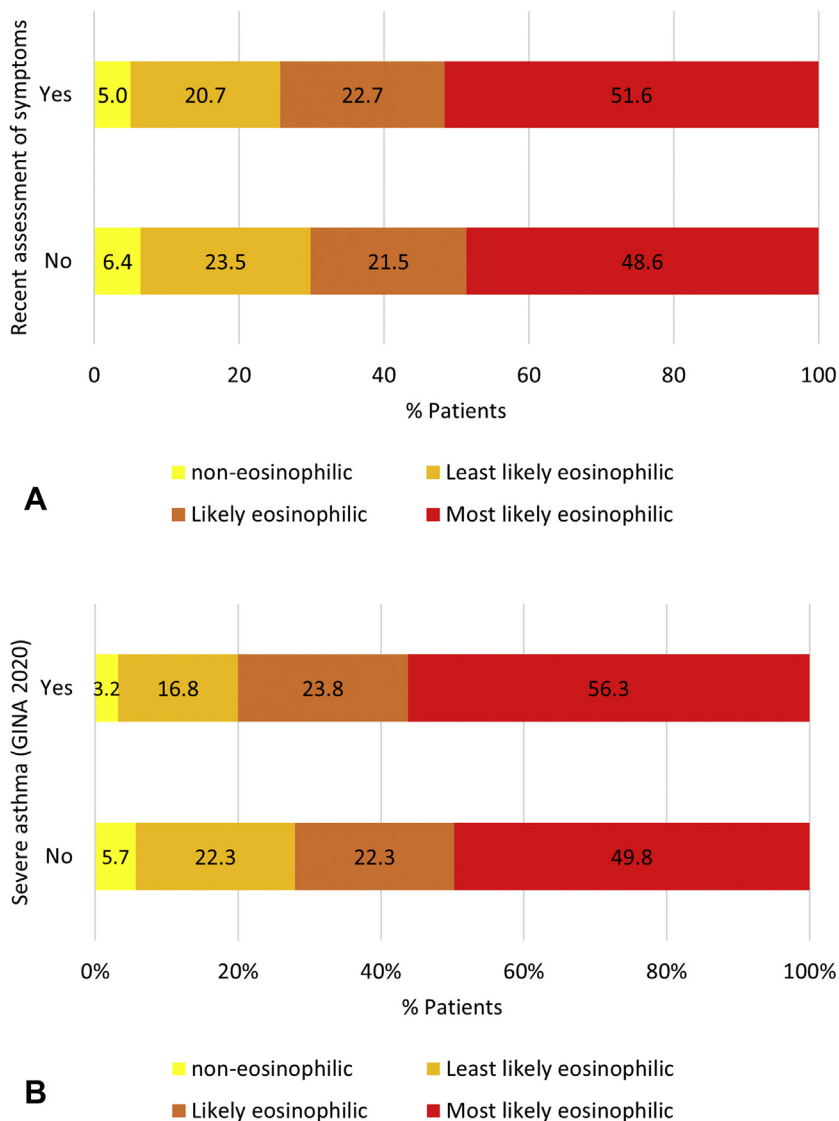 Recent assessment of symptoms
Yes
5.0 20.7 22.7 51.6
No
6.4 23.5 21.5 48.6
0 20 40 60 80 100
% Patients
non-eosinophilic Least likely eosinophilic
Likely eosinophilic Most likely eosinophilic
A
Severe asthma (GINA 2020)
Yes
3.2 16.8 23.8 56.3
No
5.7 22.3 22.3 49.8
0% 20% 40% 60% 80% 100%
% Patients
non-eosinophilic Least likely eosinophilic
Likely eosinophilic Most likely eosinophilic
B